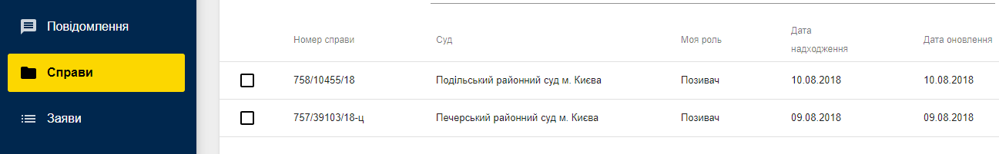 Повідомлення
Справи
Заяви
Номер справи Суд Моя роль Дата надходження Дата оновлення
758/10455/18 Подільський районний суд м. Києва Позивач 10.08.2018 10.08.2018
757/39103/18-ц Печерський районний суд м. Києва Позивач 09.08.2018 09.08.2018